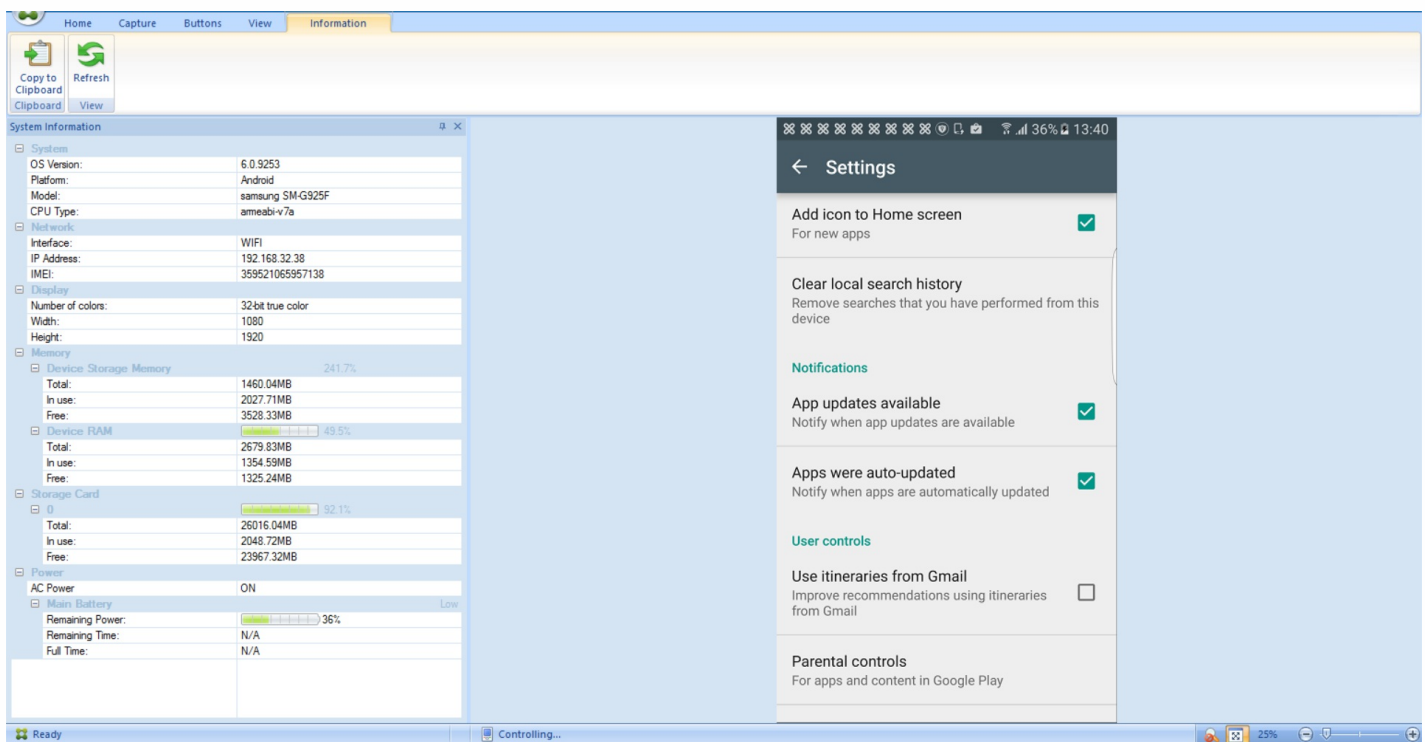 Home Capture Buttons View Information
Copy to Clipboard
Refresh
Clipboard View
System Information
System
OS Version: 6.0.9253
Platform: Android
Model: samsung SM-G925F
CPU Type: armeabi-v7a
Network
Interface: WIFI
IP Address: 192.168.32.38
IMEI: 359521065957138
Display
Number of colors: 32-bit true color
Width: 1080
Height: 1920
Memory
Device Storage Memory 241.7%
Total: 1460.04MB
In use: 2027.71MB
Free: 3528.33MB
Device RAM 49.5%
Total: 2679.83MB
In use: 1354.59MB
Free: 1325.24MB
Storage Card
0 92.1%
Total: 26016.04MB
In use: 2048.72MB
Free: 23967.32MB
Power
AC Power ON
Main Battery Low
Remaining Power: 36%
Remaining Time: N/A
Full Time: N/A
36% 13:40
Settings
Add icon to Home screen
For new apps
Clear local search history
Remove searches that you have performed from this
device
Notifications
App updates available
Notify when app updates are available
Apps were auto-updated
Notify when apps are automatically updated
User controls
Use itineraries from Gmail
Improve recommendations using itineraries
from Gmail
Parental controls
For apps and content in Google Play
Ready Controlling... 25%